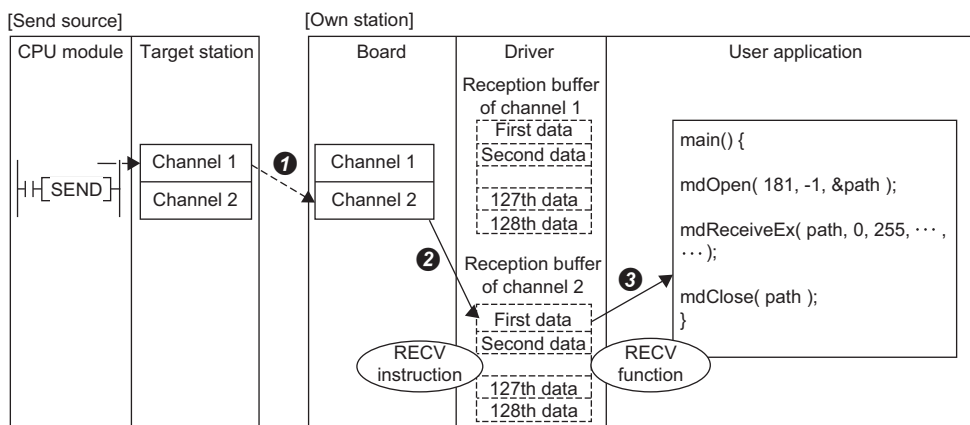 [Send source]
[Own station]
CPU module
Target station
Board
Driver
User application
SEND
Channel 1
Channel 2
1
Channel 1
Channel 2
2
Reception buffer
of channel 1
First data
Second data
127th data
128th data
Reception buffer
of channel 2
First data
Second data
127th data
128th data
RECV
instruction
3
RECV
function
main() {
mdOpen( 181, -1, &path );
mdReceiveEx( path, 0, 255, ··· ,
··· );
mdClose( path );
}